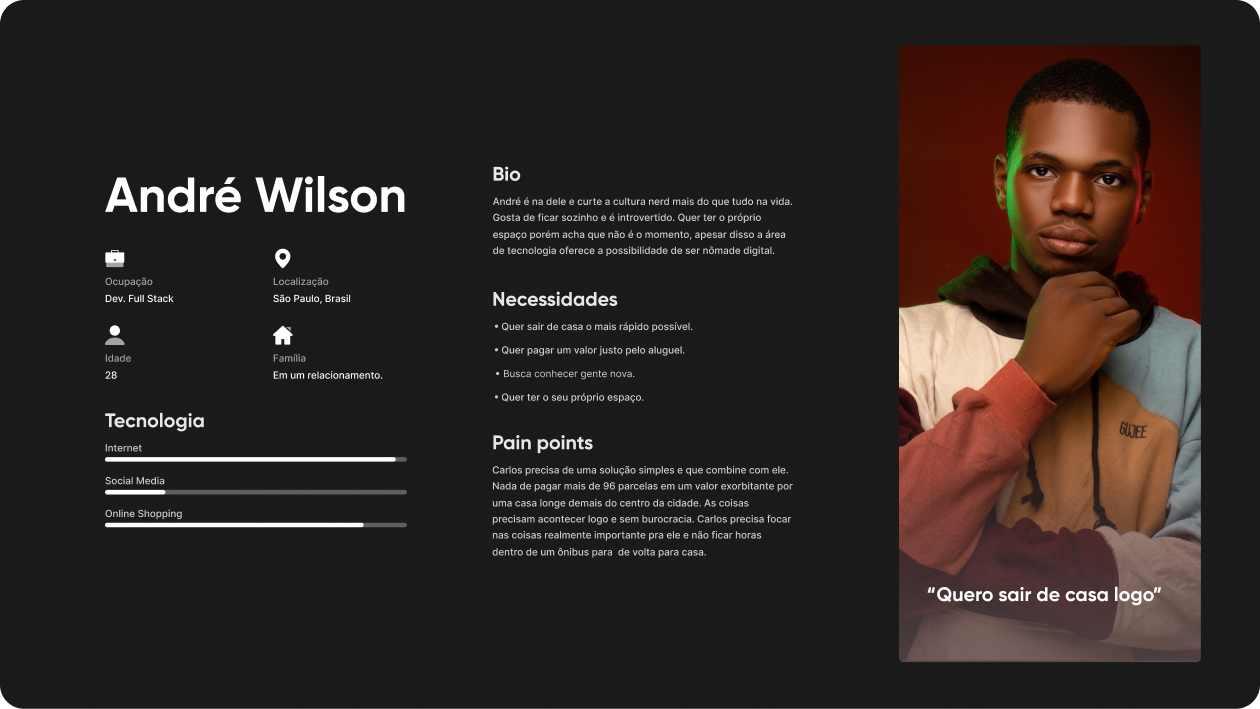 André Wilson
Ocupação
Dev. Full Stack
Localização
São Paulo, Brasil
Idade
28
Família
Em um relacionamento.
Tecnologia
Internet
Social Media
Online Shopping
Bio
André é na dele e curte a cultura nerd mais do que tudo na vida.
Gosta de ficar sozinho e é introvertido. Quer ter o próprio
espaço porém acha que não é o momento, apesar disso a área
de tecnologia oferece a possibilidade de ser nômade digital.
Necessidades
• Quer sair de casa o mais rápido possível.
• Quer pagar um valor justo pelo aluguel.
• Busca conhecer gente nova.
• Quer ter o seu próprio espaço.
Pain points
Carlos precisa de uma solução simples e que combine com ele.
Nada de pagar mais de 96 parcelas em um valor exorbitante por
uma casa longe demais do centro da cidade. As coisas
precisam acontecer logo e sem burocracia. Carlos precisa focar
nas coisas realmente importante pra ele e não ficar horas
dentro de um ônibus para  de volta para casa.
GUJEE
“Quero sair de casa logo”